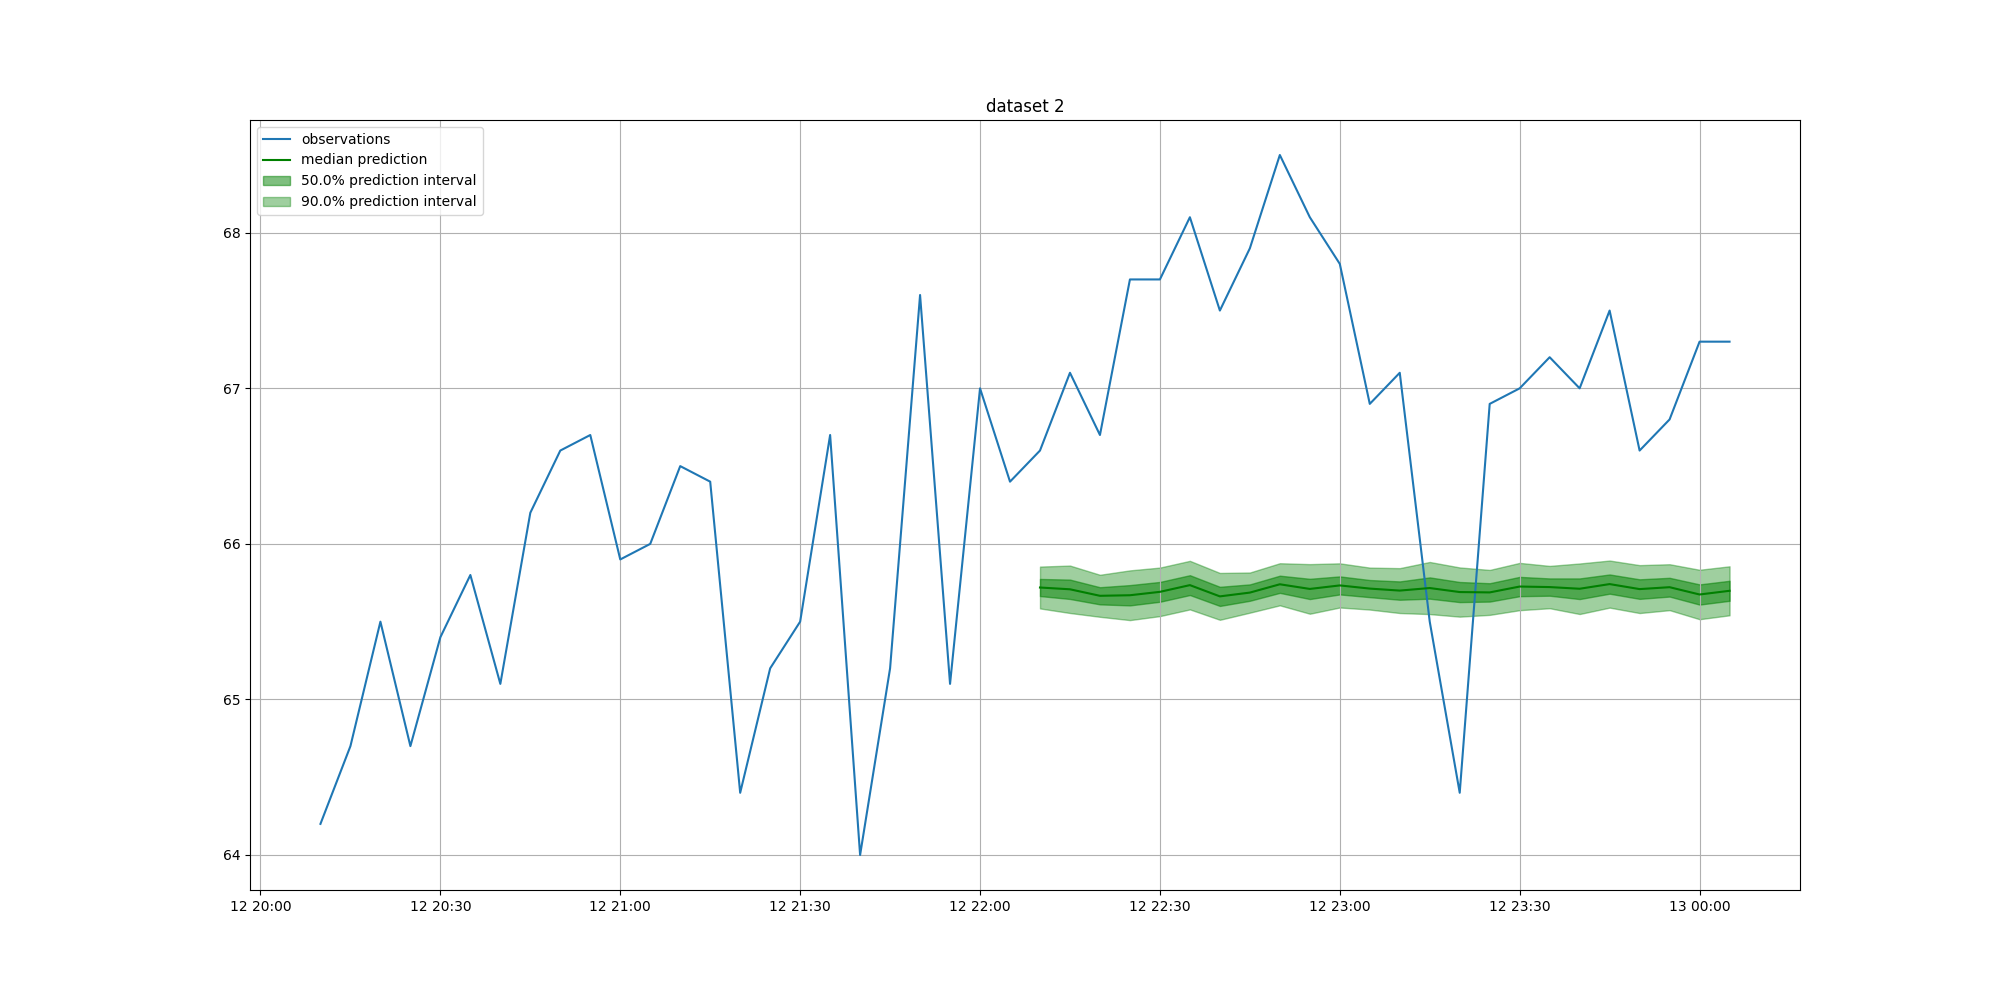 dataset 2
observations
median prediction
50.0% prediction interval
90.0% prediction interval
68
67
66
65
64
12 20:00
12 20:30
12 21:00
12 21:30
12 22:00
12 22:30
12 23:00
12 23:30
13 00:00